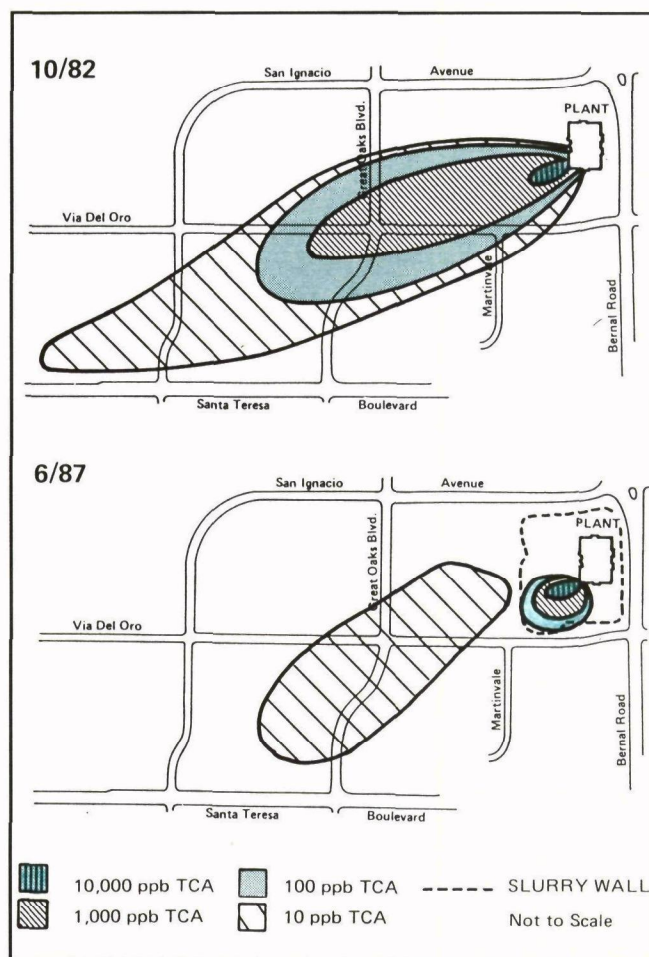 10/82
San Ignacio Avenue
PLANT
Great Oaks Blvd.
Via Del Oro
Martinvale
Bernal Road
Santa Teresa Boulevard
6/87
San Ignacio Avenue
PLANT
Great Oaks Blvd.
Via Del Oro
Martinvale
Bernal Road
Santa Teresa Boulevard
10,000 ppb TCA
100 ppb TCA
SLURRY WALL
1,000 ppb TCA
10 ppb TCA
Not to Scale